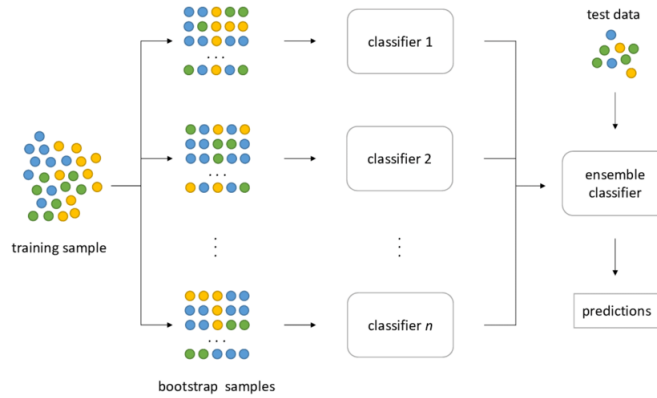 test data
classifier 1
classifier 2
ensemble
classifier
training sample
predictions
classifier n
bootstrap samples